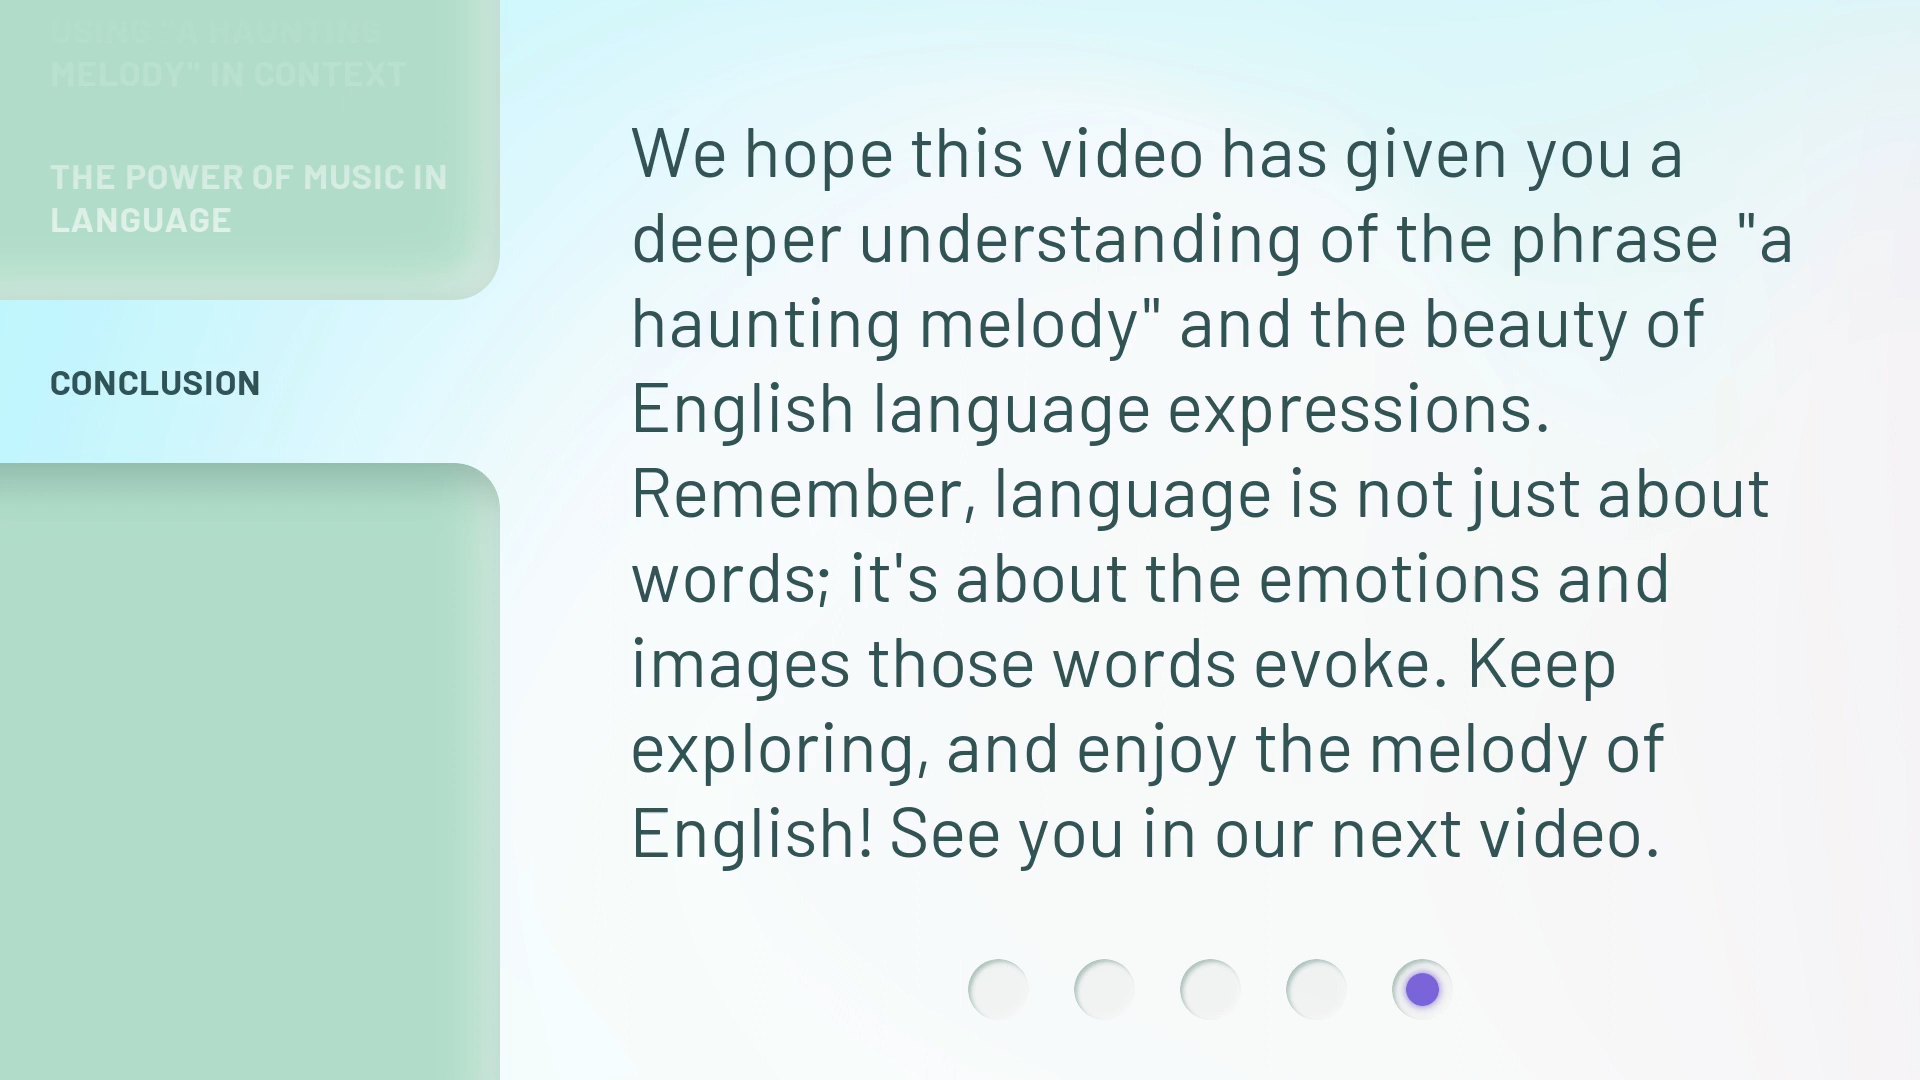 USING "A HAUNTING
MELODY" IN CONTEXT
THE POWER OF MUSIC IN
LANGUAGE
CONCLUSION
We hope this video has given you a
deeper understanding of the phrase "a
haunting melody" and the beauty of
English language expressions.
Remember, language is not just about
words; it's about the emotions and
images those words evoke. Keep
exploring, and enjoy the melody of
English! See you in our next video.